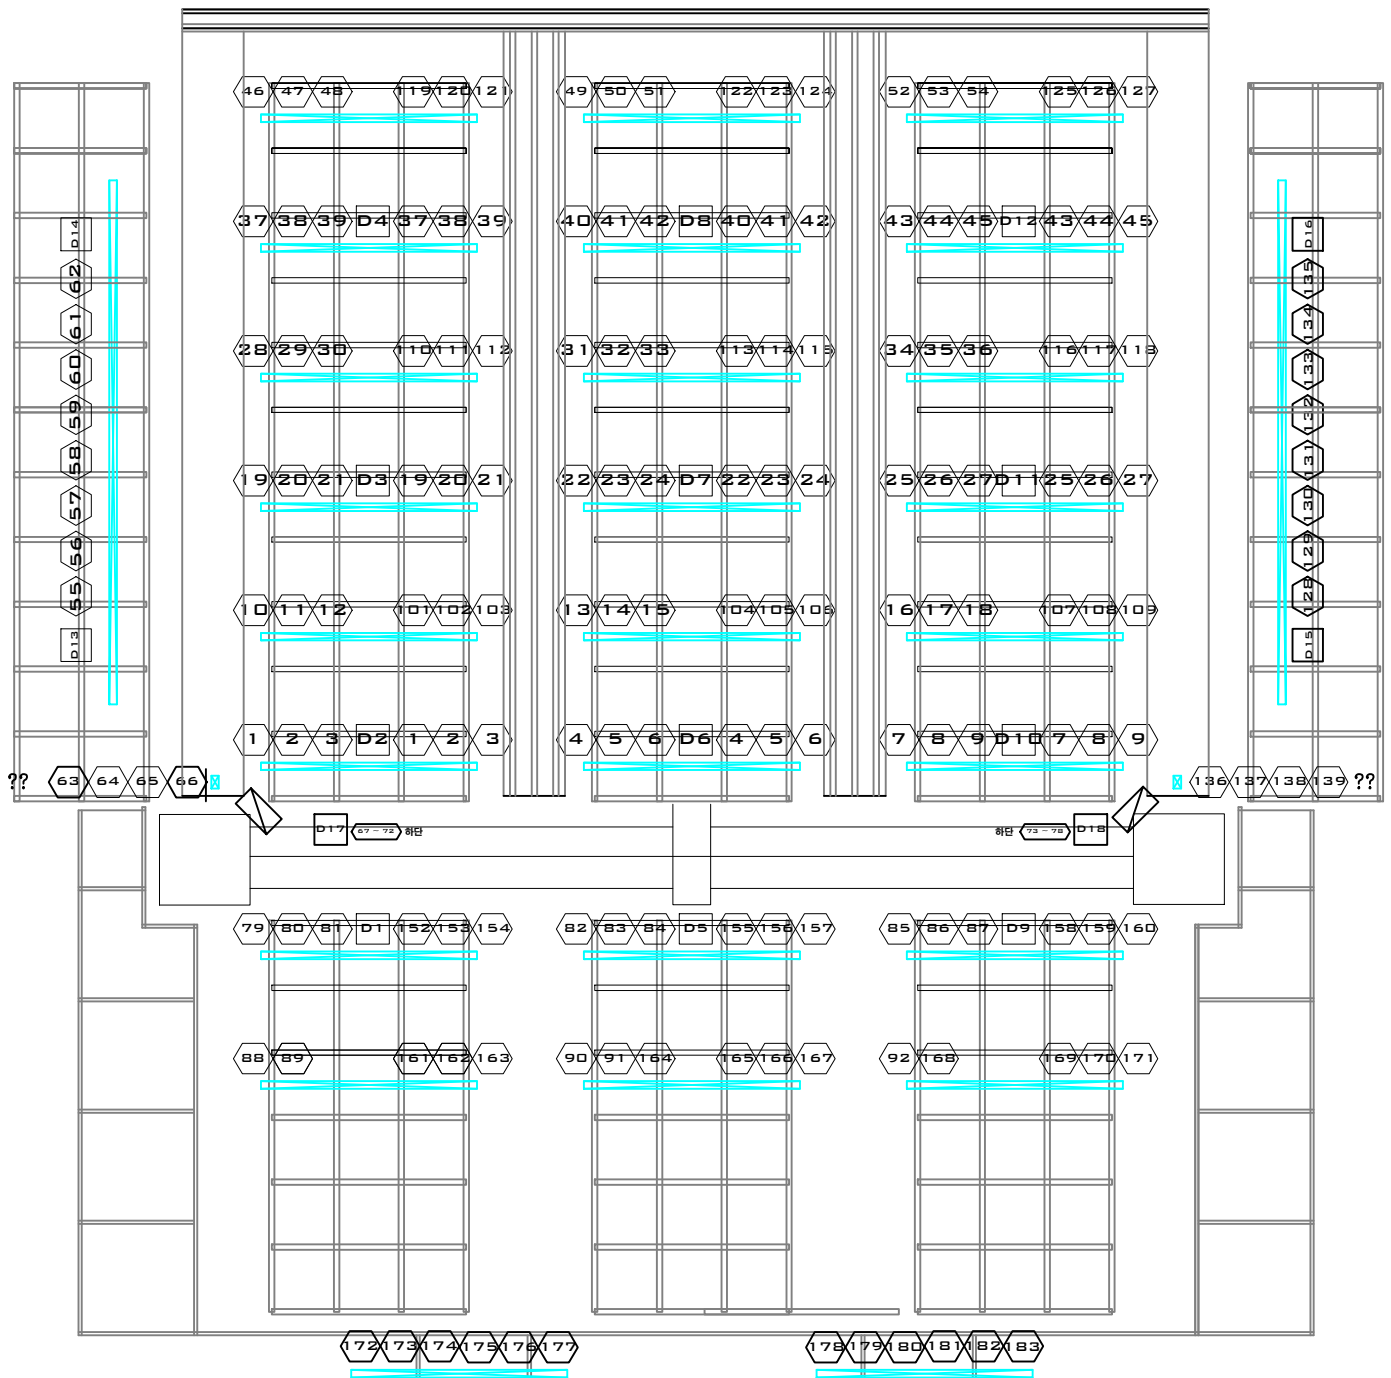 46 47 48 119 120 121 49 50 51 122 123 124 52 53 54 125 126 127
37 38 39 D4 37 38 39 40 41 42 D8 40 41 42 43 44 45 D12 43 44 45
28 29 30 110 111 112 31 32 33 113 114 115 34 35 36 116 117 118
19 20 21 D3 19 20 21 22 23 24 D7 22 23 24 25 26 27 D11 25 26 27
10 11 12 101 102 103 13 14 15 104 105 106 16 17 18 107 108 109
1 2 3 D2 1 2 3 4 5 6 D6 4 5 6 7 8 9 D10 7 8 9
D14
62
61
60
59
58
57
56
55
D13
D16
135
134
133
132
131
130
129
128
D15
?? 63 64 65 66
136 137 138 139 ??
D17 67 - 72 하단
하단 73 - 78 D18
79 80 81 D1 152 153 154 82 83 84 D5 155 156 157 85 86 87 D9 158 159 160
88 89 161 162 163 90 91 164 165 166 167 92 168 169 170 171
172 173 174 175 176 177 178 179 180 181 182 183